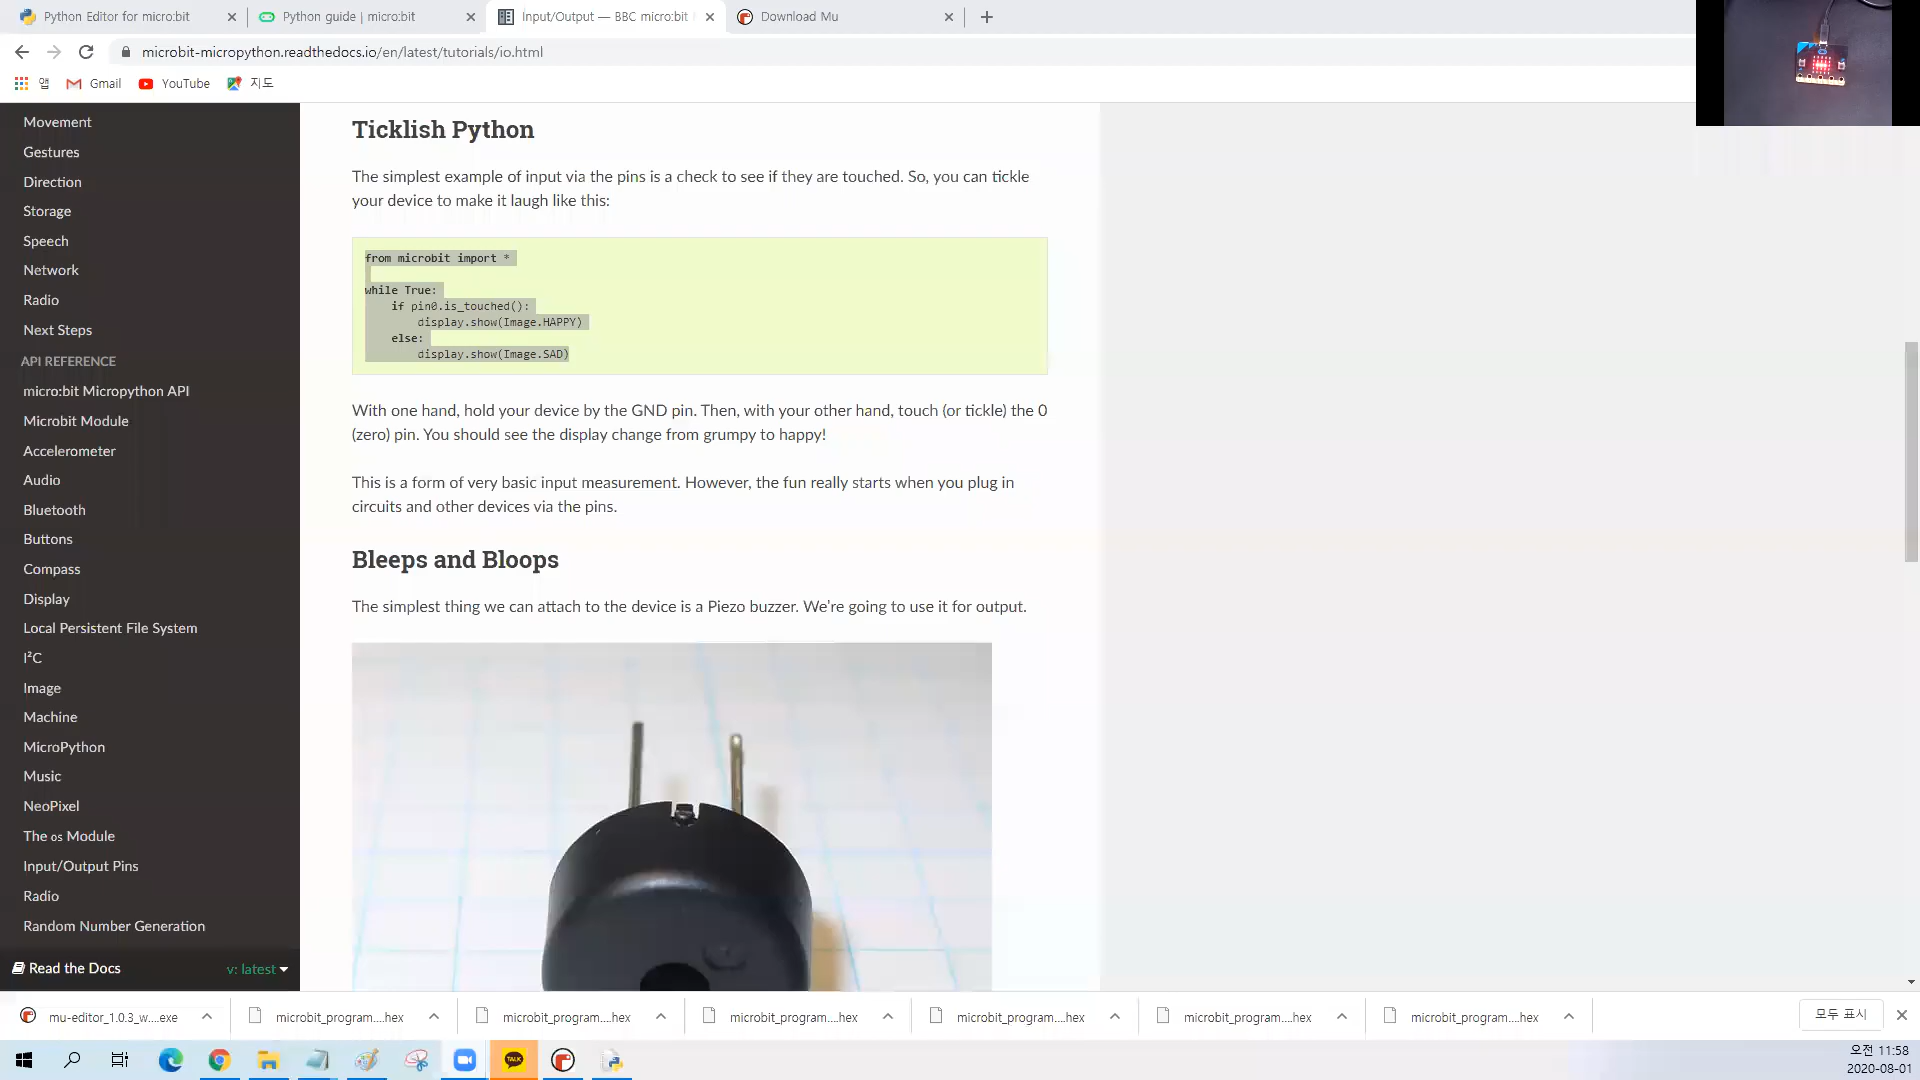 Python Editor for micro:bit
Python guide | micro:bit
Input/Output — BBC micro:bit
Download Mu
microbit-micropython.readthedocs.io/en/latest/tutorials/io.html
앱
Gmail
YouTube
지도
Movement
Gestures
Direction
Storage
Speech
Network
Radio
Next Steps
API REFERENCE
micro:bit Micropython API
Microbit Module
Accelerometer
Audio
Bluetooth
Buttons
Compass
Display
Local Persistent File System
I²C
Image
Machine
MicroPython
Music
NeoPixel
The os Module
Input/Output Pins
Radio
Random Number Generation
Read the Docs
v: latest
Ticklish Python
The simplest example of input via the pins is a check to see if they are touched. So, you can tickle
your device to make it laugh like this:
from microbit import *
while True:
    if pin0.is_touched():
        display.show(Image.HAPPY)
    else:
        display.show(Image.SAD)
With one hand, hold your device by the GND pin. Then, with your other hand, touch (or tickle) the 0
(zero) pin. You should see the display change from grumpy to happy!
This is a form of very basic input measurement. However, the fun really starts when you plug in
circuits and other devices via the pins.
Bleeps and Bloops
The simplest thing we can attach to the device is a Piezo buzzer. We're going to use it for output.
mu-editor_1.0.3_w....exe
microbit_program....hex
microbit_program....hex
microbit_program....hex
microbit_program....hex
microbit_program....hex
microbit_program....hex
모두 표시
TALK
오전 11:58
2020-08-01